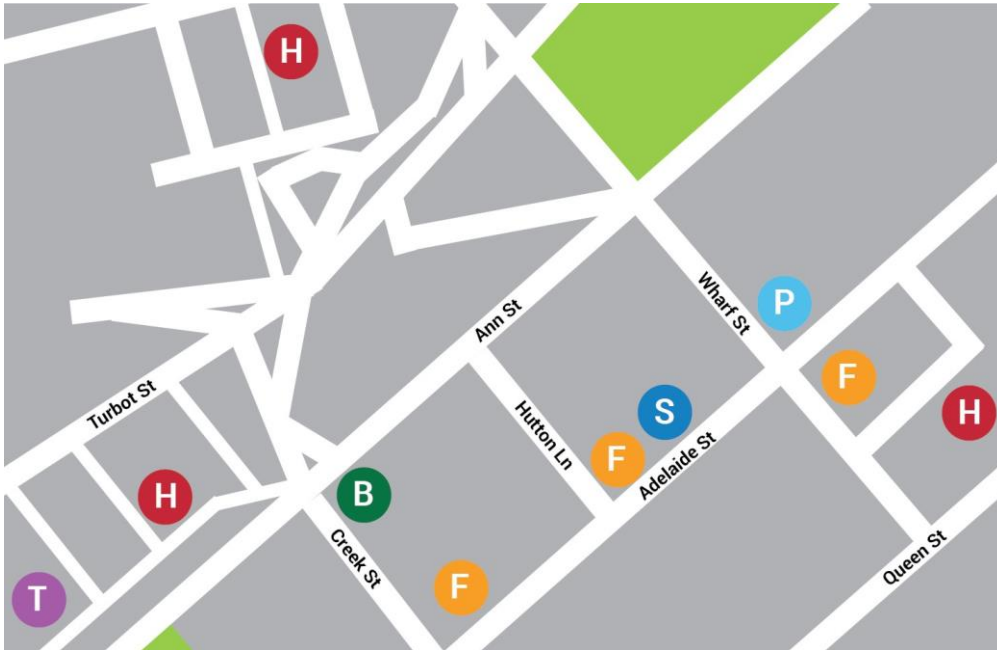 H
Ann St
Wharf St
P
Turbot St
F
H
S
Hutton Ln
F
Adelaide St
H
B
Creek St
F
Queen St
T